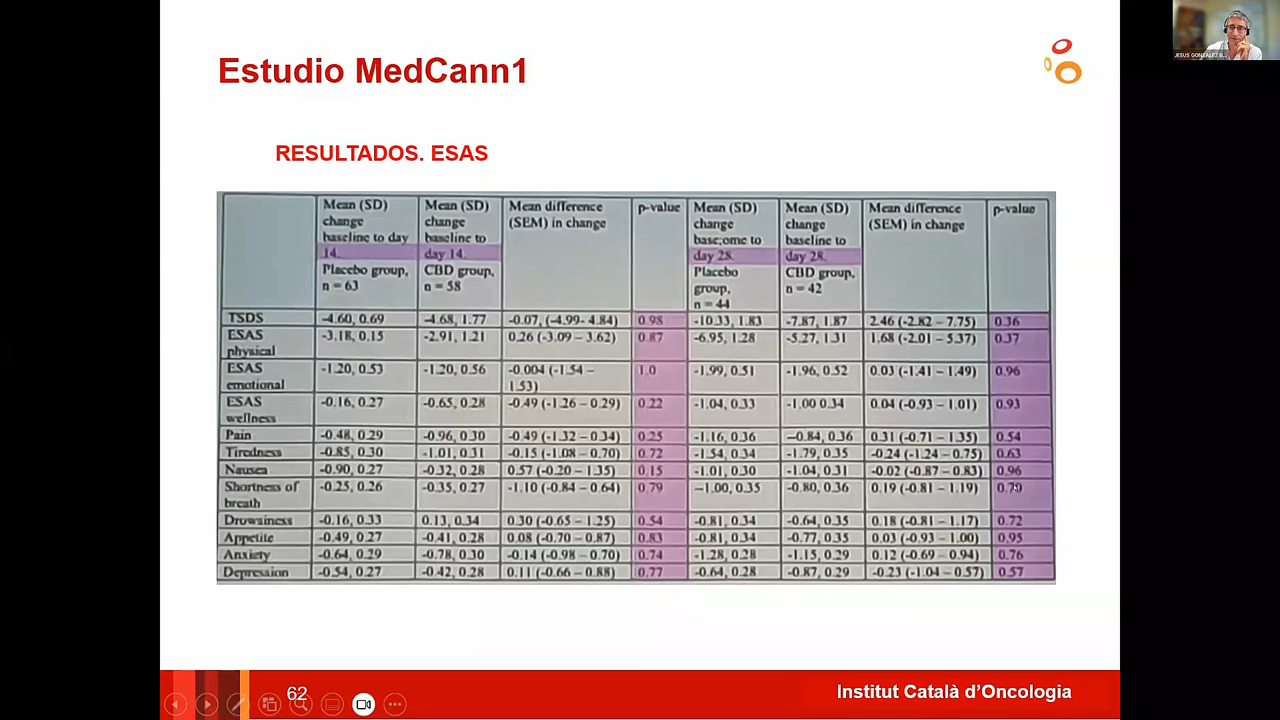 JESUS GONZÁLEZ B...
Estudio MedCann1
RESULTADOS. ESAS
Mean (SD) change baseline to day 14. Placebo group, n = 63 | Mean (SD) change baseline to day 14. CBD group, n = 58 | Mean difference (SEM) in change | p-value | Mean (SD) change base;ome to day 28. Placebo group, n = 44 | Mean (SD) change baseline to day 28. CBD group, n = 42 | Mean difference (SEM) in change | p-value
TSDS | -4.60, 0.69 | -4.68, 1.77 | -0.07, (-4.99- 4.84) | 0.98 | -10.33, 1.83 | -7.87, 1.87 | 2.46 (-2.82 – 7.75) | 0.36
ESAS physical | -3.18, 0.15 | -2.91, 1.21 | 0.26 (-3.09 – 3.62) | 0.87 | -6.95, 1.28 | -5.27, 1.31 | 1.68 (-2.01 – 5.37) | 0.37
ESAS emotional | -1.20, 0.53 | -1.20, 0.56 | -0.004 (-1.54 – 1.53) | 1.0 | -1.99, 0.51 | -1.96, 0.52 | 0.03 (-1.41 – 1.49) | 0.96
ESAS wellness | -0.16, 0.27 | -0.65, 0.28 | -0.49 (-1.26 – 0.29) | 0.22 | -1.04, 0.33 | -1.00 0.34 | 0.04 (-0.93 – 1.01) | 0.93
Pain | -0.48, 0.29 | -0.96, 0.30 | -0.49 (-1.32 – 0.34) | 0.25 | -1.16, 0.36 | –0.84, 0.36 | 0.31 (-0.71 – 1.35) | 0.54
Tiredness | -0.85, 0.30 | -1.01, 0.31 | -0.15 (-1.08 – 0.70) | 0.72 | -1.54, 0.34 | -1.79, 0.35 | -0.24 (-1.24 – 0.75) | 0.63
Nausea | -0.90, 0.27 | -0.32, 0.28 | 0.57 (-0.20 – 1.35) | 0.15 | -1.01, 0.30 | -1.04, 0.31 | -0.02 (-0.87 – 0.83) | 0.96
Shortness of breath | -0.25, 0.26 | -0.35, 0.27 | -1.10 (-0.84 – 0.64) | 0.79 | –1.00, 0.35 | -0.80, 0.36 | 0.19 (-0.81 – 1.19) | 0.70
Drowsiness | -0.16, 0.33 | 0.13, 0.34 | 0.30 (-0.65 – 1.25) | 0.54 | -0.81, 0.34 | -0.64, 0.35 | 0.18 (-0.81 – 1.17) | 0.72
Appetite | -0.49, 0.27 | -0.41, 0.28 | 0.08 (-0.70 – 0.87) | 0.83 | -0.81, 0.34 | -0.77, 0.35 | 0.03 (-0.93 – 1.00) | 0.95
Anxiety | -0.64, 0.29 | -0.78, 0.30 | -0.14 (-0.98 – 0.70) | 0.74 | -1.28, 0.28 | -1.15, 0.29 | 0.12 (-0.69 – 0.94) | 0.76
Depression | -0.54, 0.27 | -0.42, 0.28 | 0.11 (-0.66 – 0.88) | 0.77 | -0.64, 0.28 | -0.87, 0.29 | -0.23 (-1.04 – 0.57) | 0.57
62
Institut Català d'Oncologia